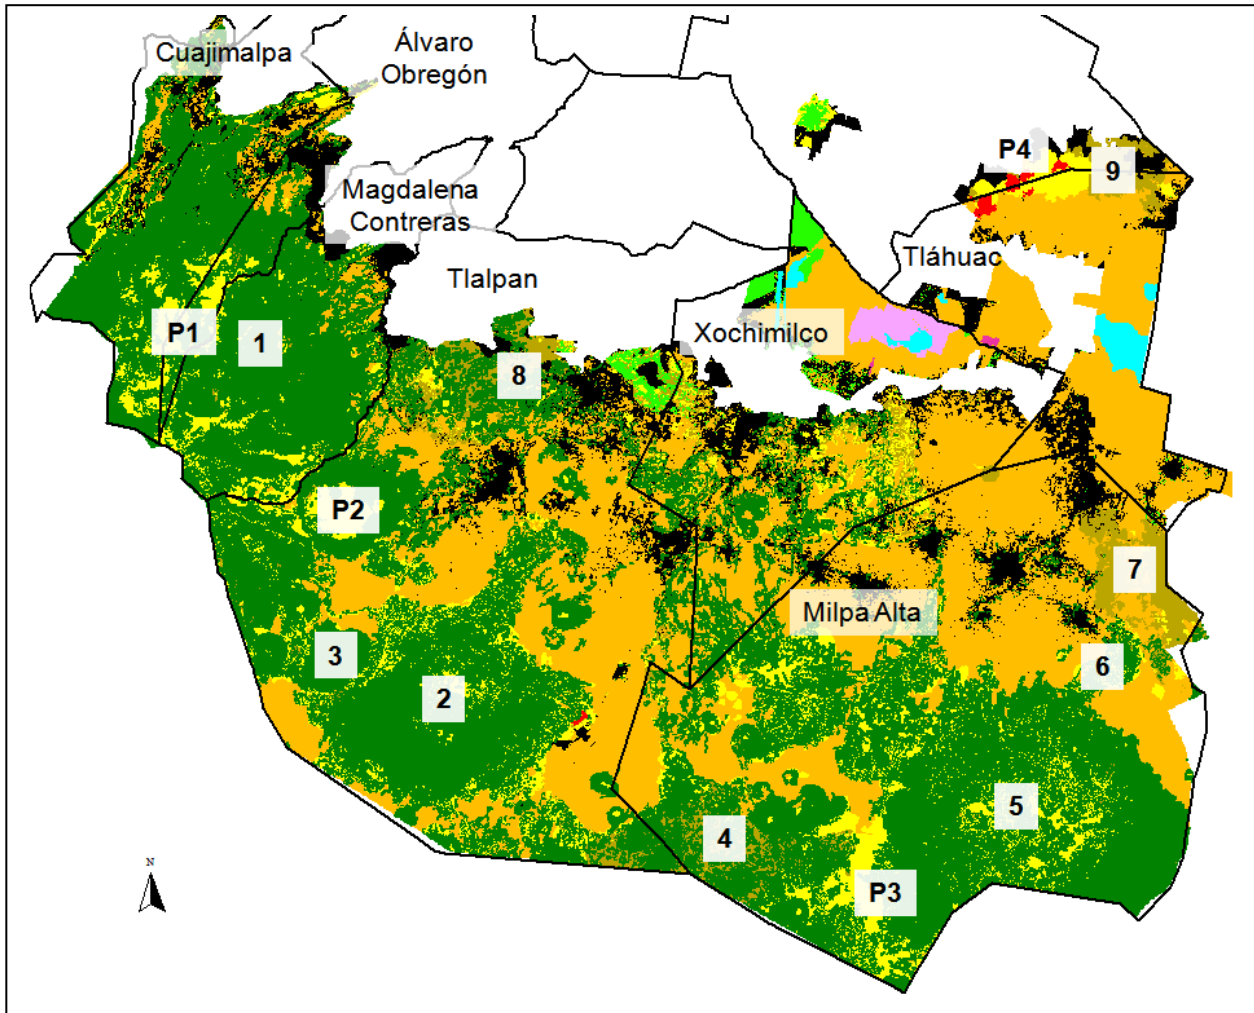 Cuajimalpa
Álvaro
Obregón
P4
9
Magdalena
Contreras
Tláhuac
Tlalpan
P1
1
Xochimilco
8
P2
7
Milpa Alta
3
6
2
5
4
N
P3